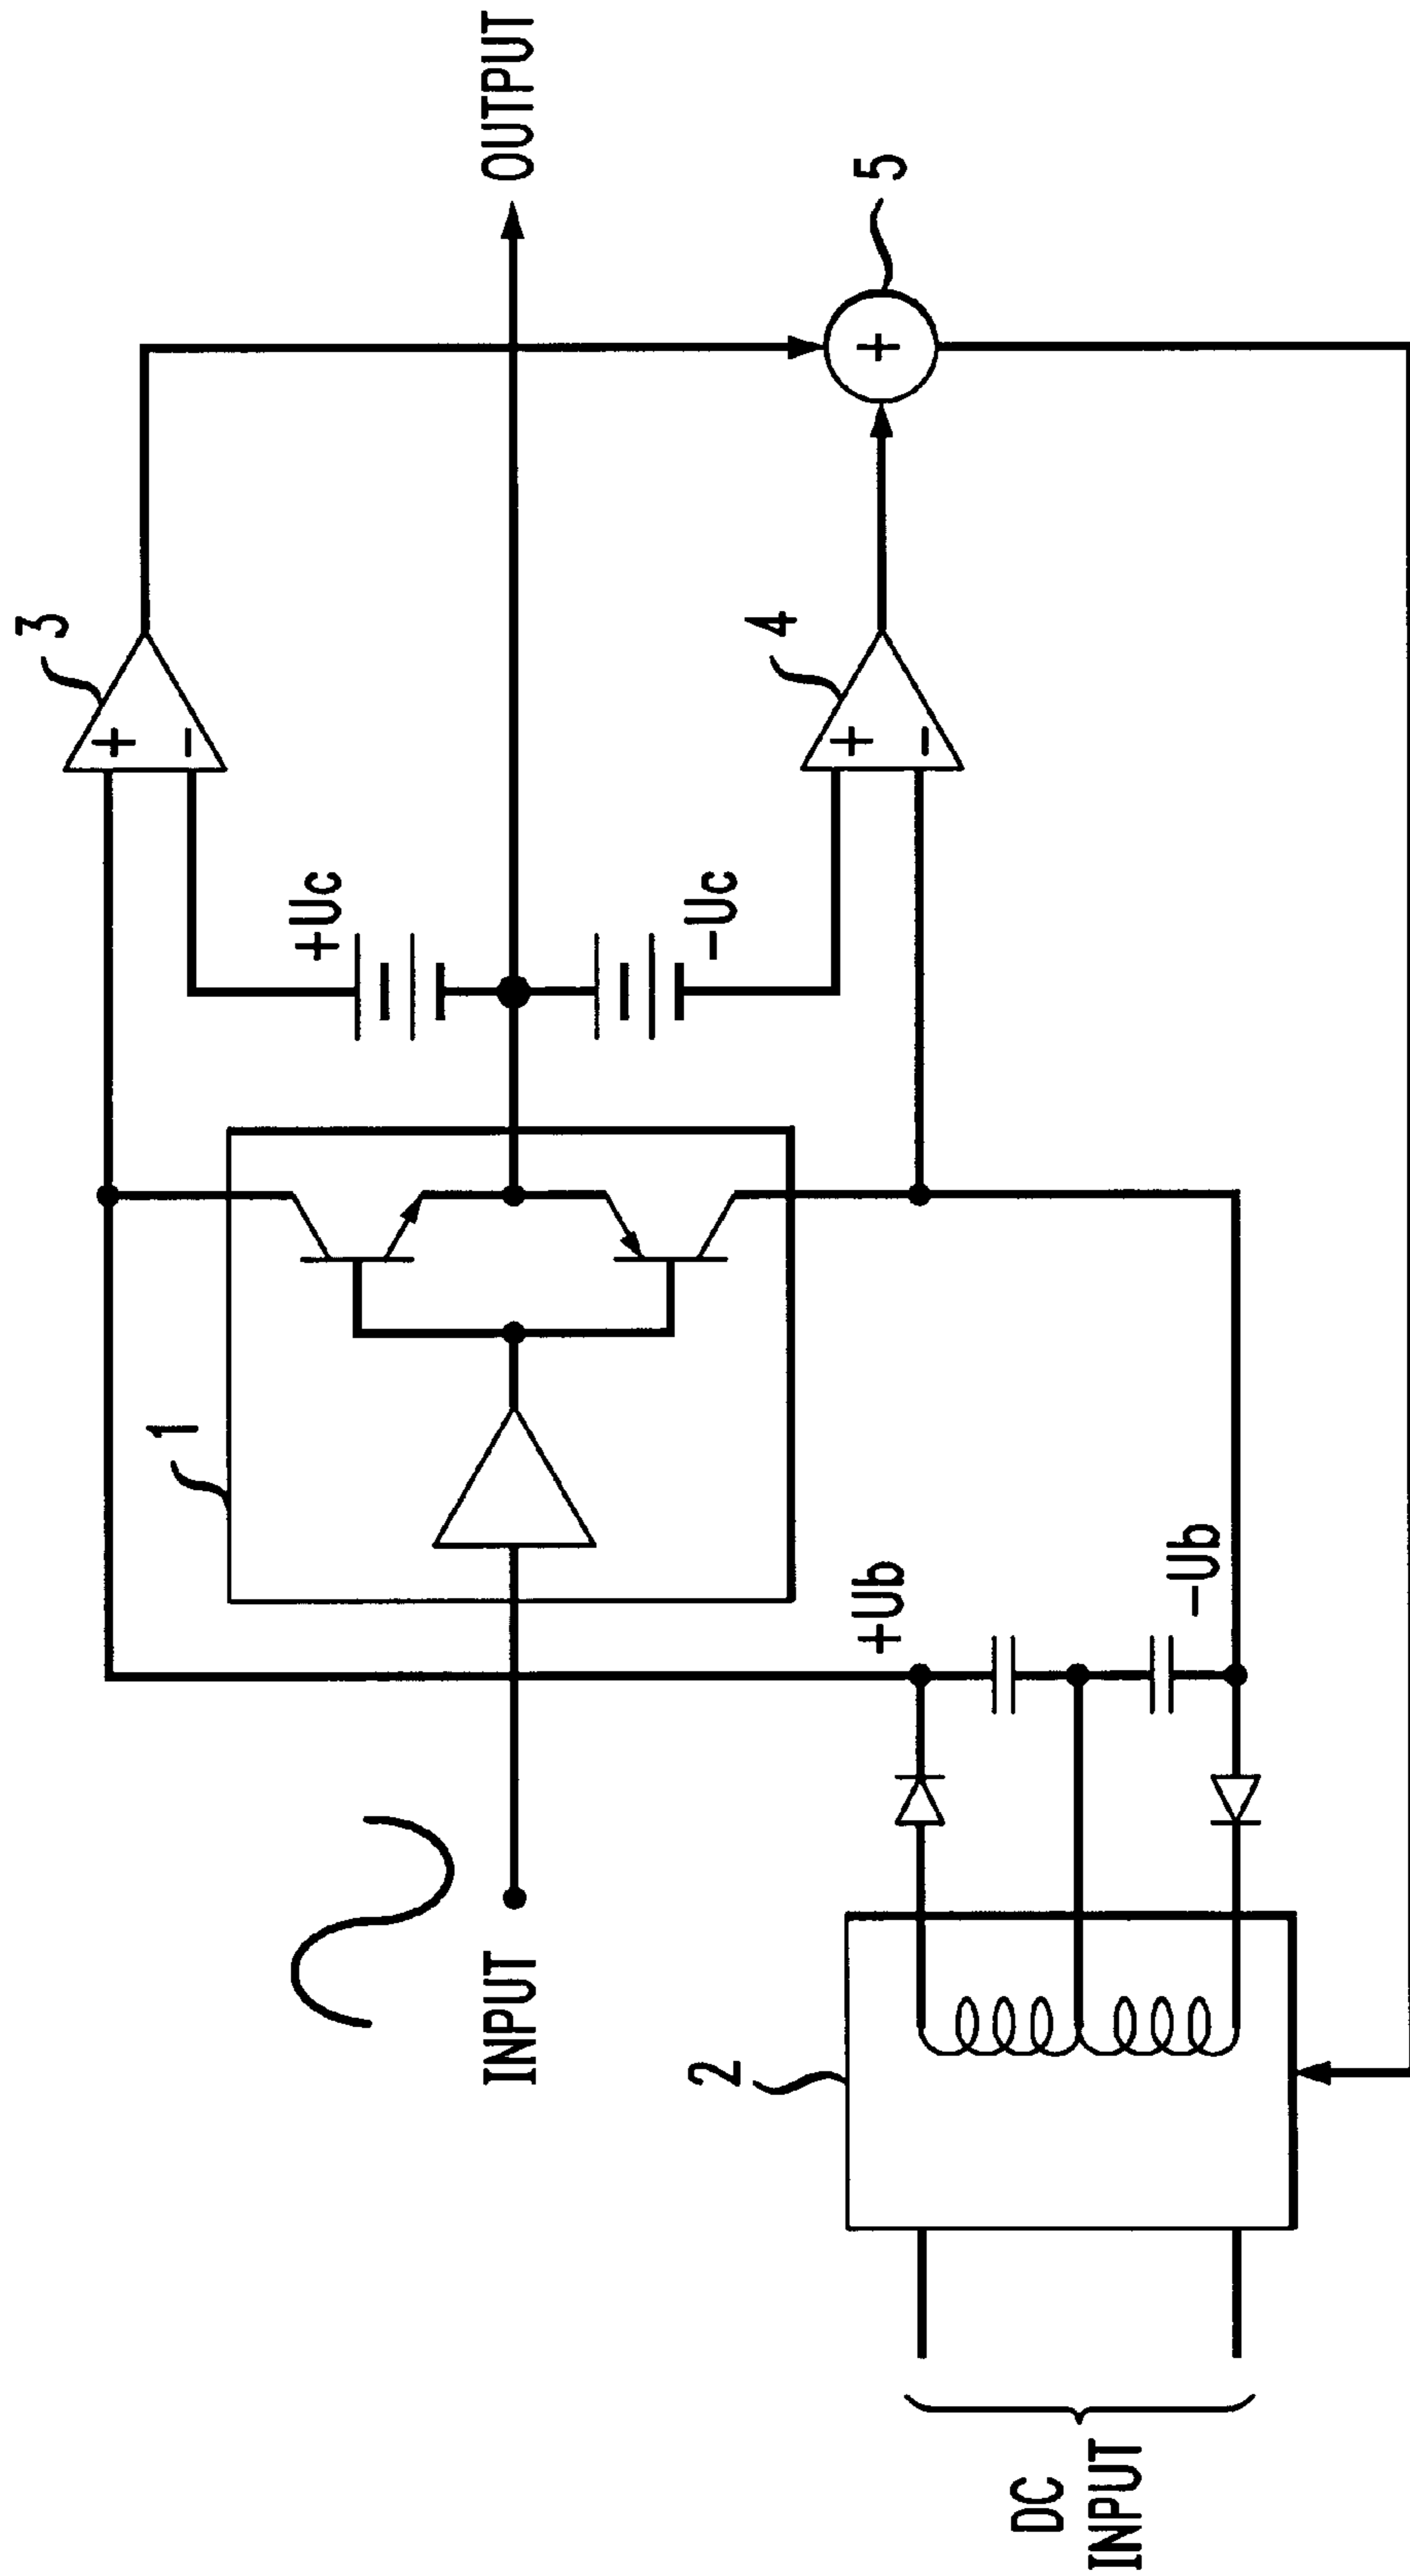 3
+
-
+Uc
OUTPUT
1
-Uc
4
+
-
+
5
INPUT
+Ub
-Ub
2
DC
INPUT